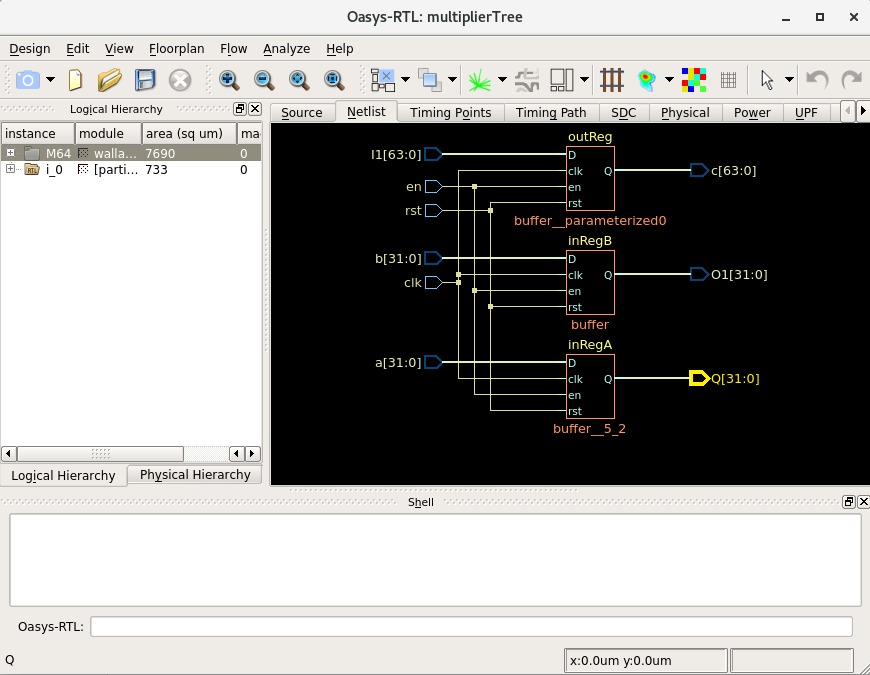 Oasys-RTL: multiplierTree
Design Edit View Floorplan Flow Analyze Help
Logical Hierarchy
instance module area (sq um) ma
M64 walla... 7690 0
RTL i_0 [parti... 733 0
Logical Hierarchy Physical Hierarchy
Source Netlist Timing Points Timing Path SDC Physical Power UPF
outReg
I1[63:0] D
clk Q c[63:0]
en en
rst rst
buffer__parameterized0
inRegB
b[31:0] D
clk clk Q O1[31:0]
en
rst
buffer
inRegA
a[31:0] D
clk Q Q[31:0]
en
rst
buffer__5_2
Shell
Oasys-RTL:
Q x:0.0um y:0.0um